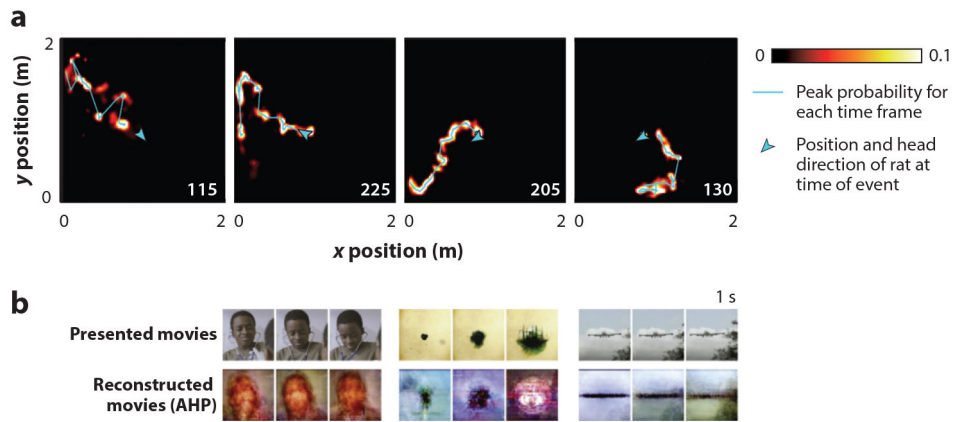 a
2
y position (m)
0
115
225
205
130
0
2
0
2
0
2
0
2
x position (m)
0
0.1
Peak probability for
each time frame
Position and head
direction of rat at
time of event
b
1 s
Presented movies
Reconstructed
movies (AHP)